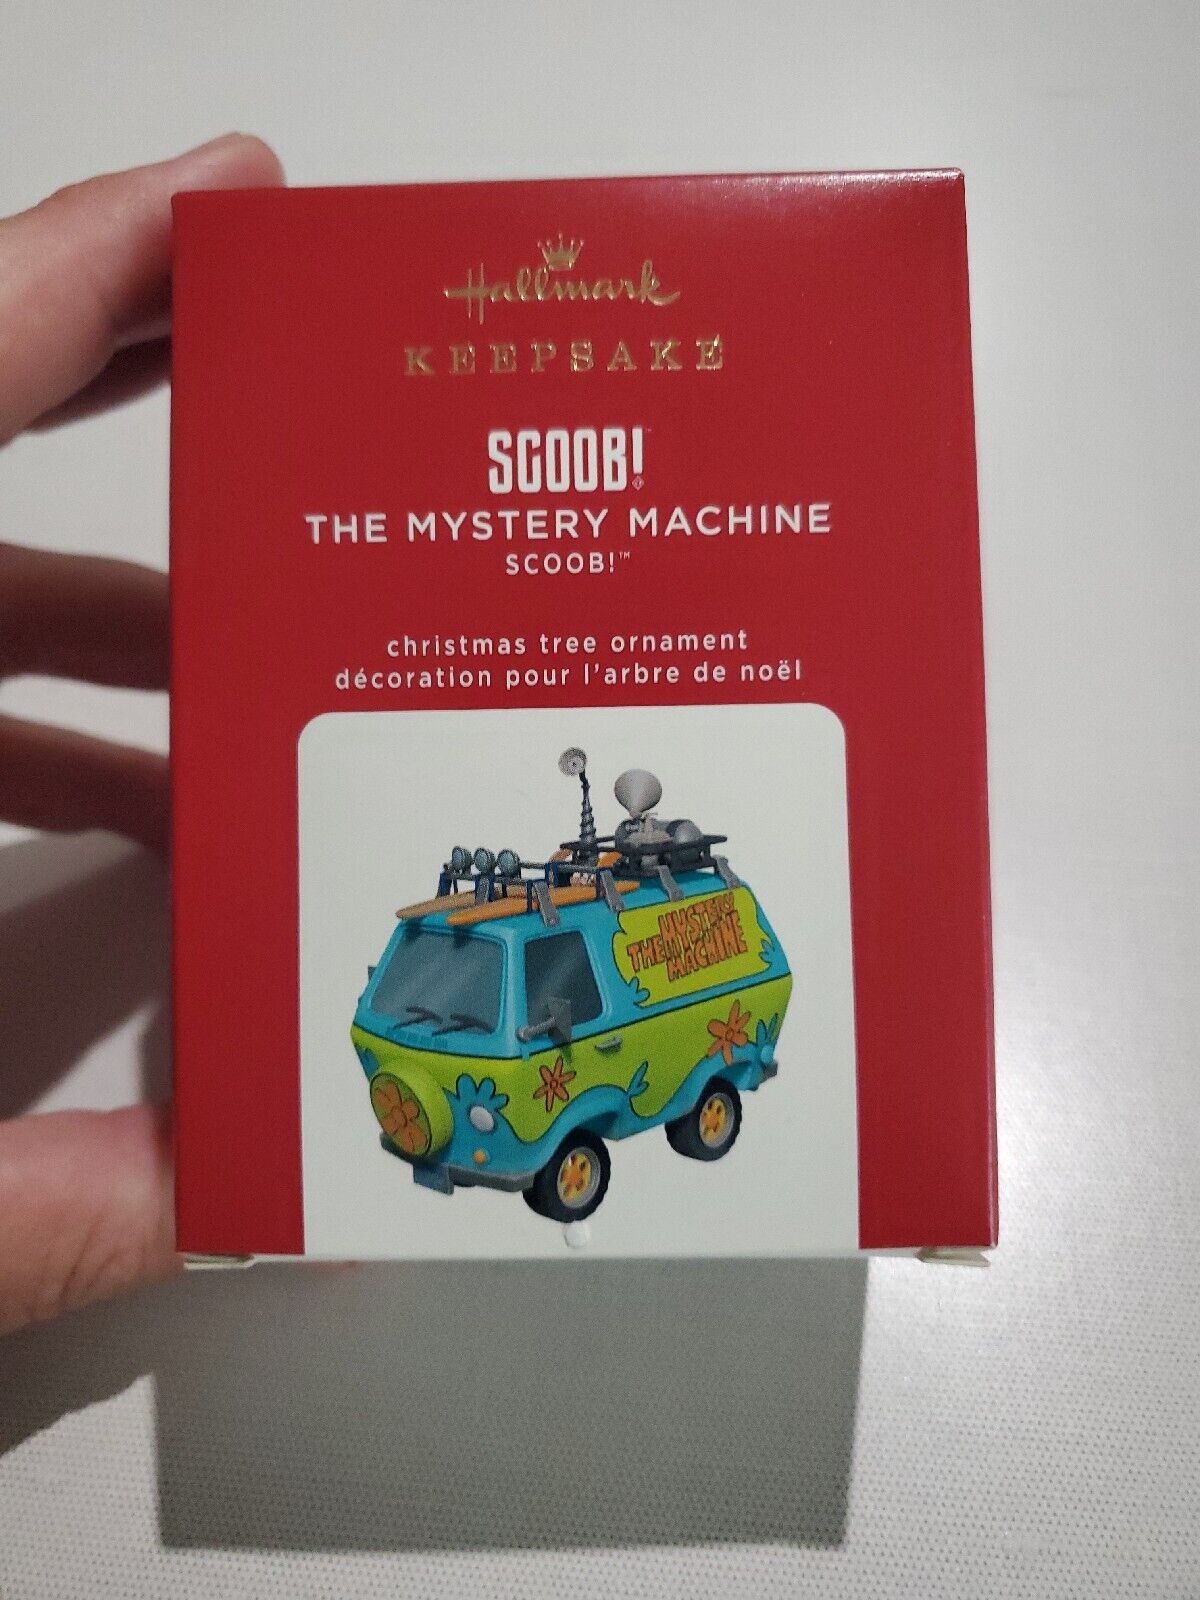 Hallmark
KEEPSAKE
SCOOB!™
THE MYSTERY MACHINE
SCOOB!™
christmas tree ornament
décoration pour l'arbre de noël
THE MYSTERY
MACHINE